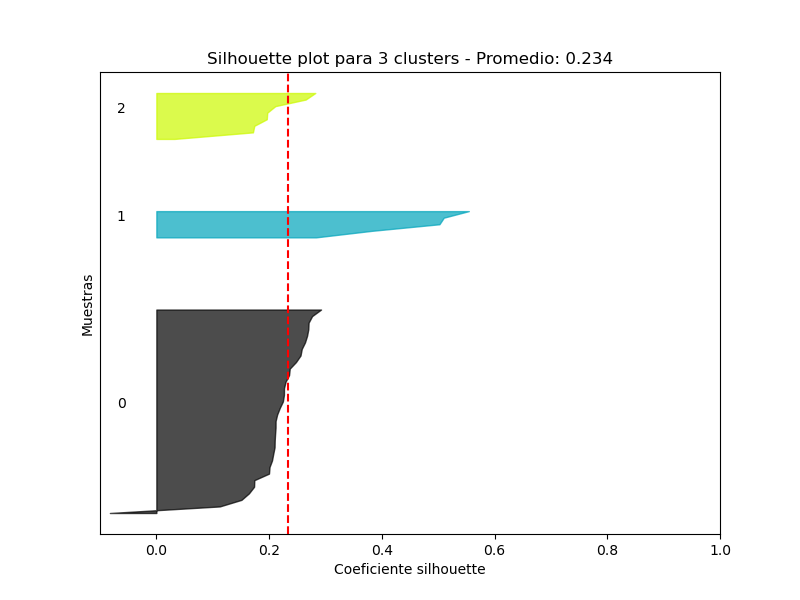 Silhouette plot para 3 clusters - Promedio: 0.234
2
1
0
Muestras
0.0 0.2 0.4 0.6 0.8 1.0
Coeficiente silhouette